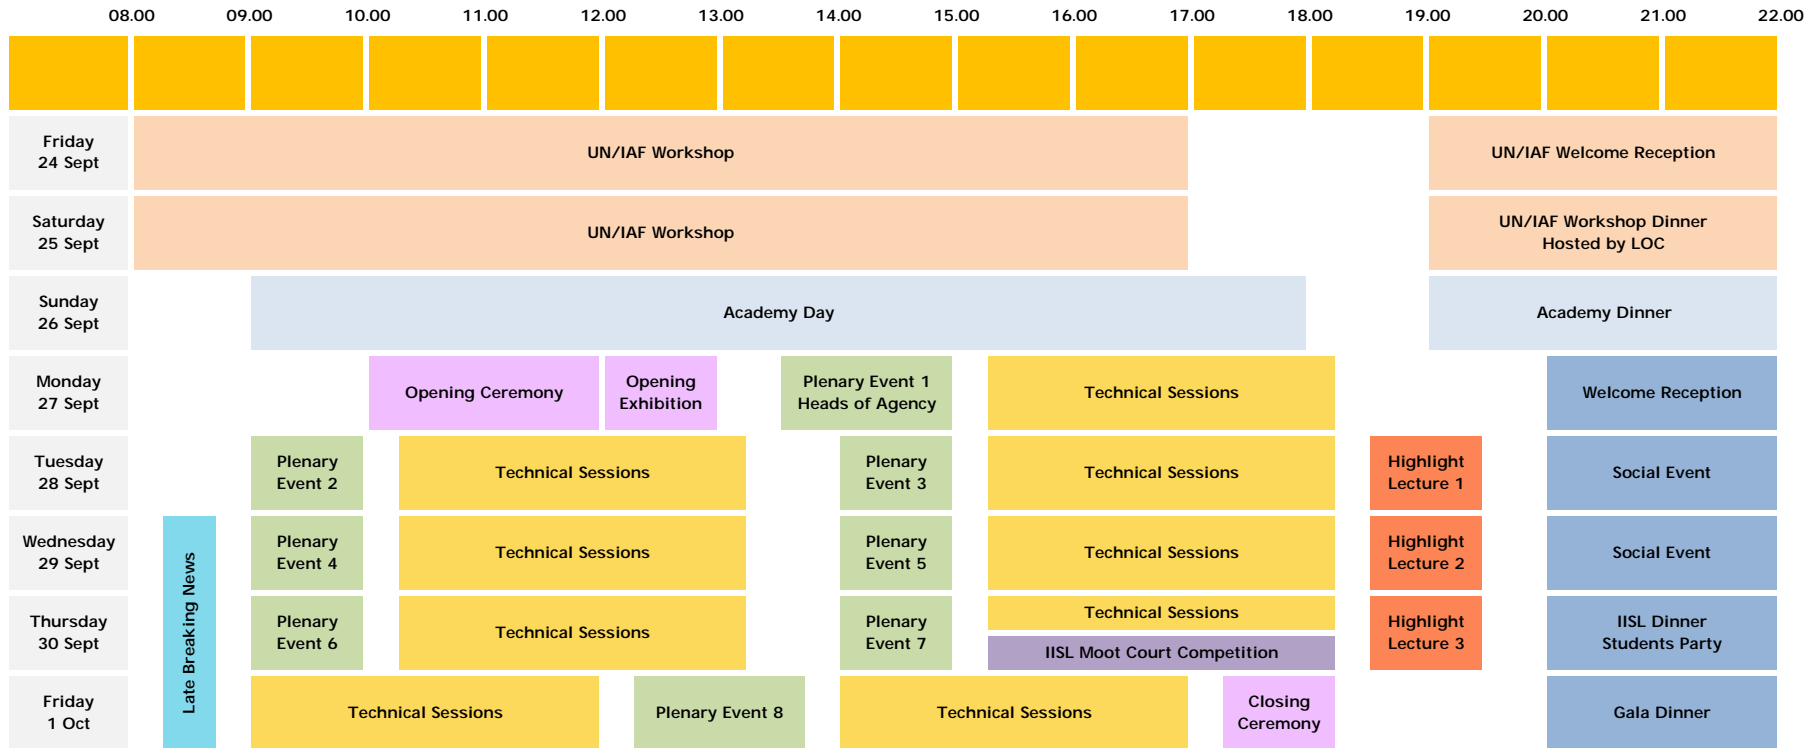 08.00 09.00 10.00 11.00 12.00 13.00 14.00 15.00 16.00 17.00 18.00 19.00 20.00 21.00 22.00
Friday
24 Sept
UN/IAF Workshop
UN/IAF Welcome Reception
Saturday
25 Sept
UN/IAF Workshop
UN/IAF Workshop Dinner
Hosted by LOC
Sunday
26 Sept
Academy Day
Academy Dinner
Monday
27 Sept
Opening Ceremony
Opening
Exhibition
Plenary Event 1
Heads of Agency
Technical Sessions
Welcome Reception
Tuesday
28 Sept
Plenary
Event 2
Technical Sessions
Plenary
Event 3
Technical Sessions
Highlight
Lecture 1
Social Event
Wednesday
29 Sept
Late Breaking News
Plenary
Event 4
Technical Sessions
Plenary
Event 5
Technical Sessions
Highlight
Lecture 2
Social Event
Thursday
30 Sept
Plenary
Event 6
Technical Sessions
Plenary
Event 7
Technical Sessions
IISL Moot Court Competition
Highlight
Lecture 3
IISL Dinner
Students Party
Friday
1 Oct
Technical Sessions
Plenary Event 8
Technical Sessions
Closing
Ceremony
Gala Dinner